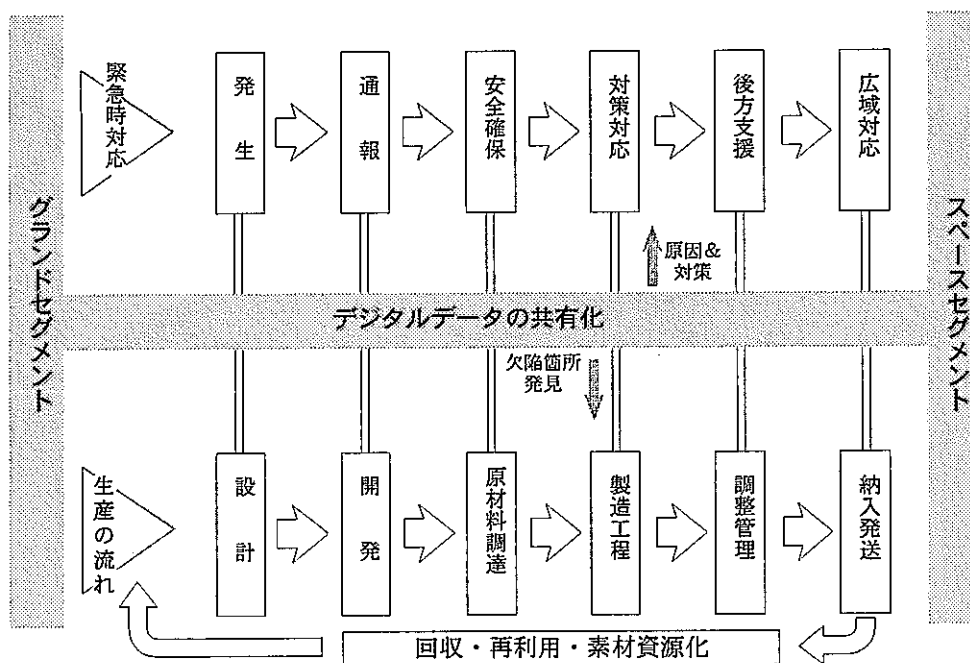 グランドセグメント
緊急時対応
発生
通報
安全確保
対策対応
後方支援
広域対応
スペースセグメント
原因&
対策
デジタルデータの共有化
欠陥箇所
発見
生産の流れ
設計
開発
原材料調達
製造工程
調整管理
納入発送
回収・再利用・素材資源化